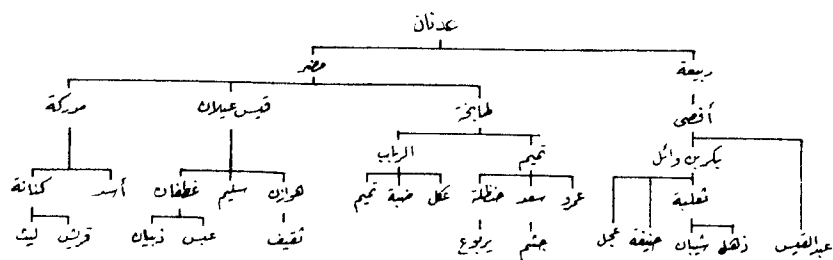 عدنان
ربيعة مضر
أفصى طابخة قيس عيلان مدركة
بكر بن وائل تميم الرباب
ثعلبة عمرو سعد حنظلة عكل ضبة تميم هوازن سليم غطفان أسد كنانة
عبد القيس ذهل شيبان حنيفة عجل جشم يربوع ثقيف عبس ذبيان قريش ليث